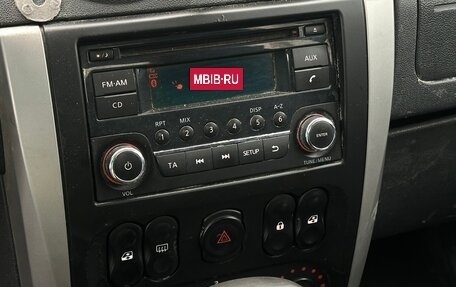 MBIB·RU
FM·AM
AUX
CD
RPT MIX DISP A-Z
1 2 3 4 5 6
ENTER
TA SETUP
VOL
TUNE/MENU